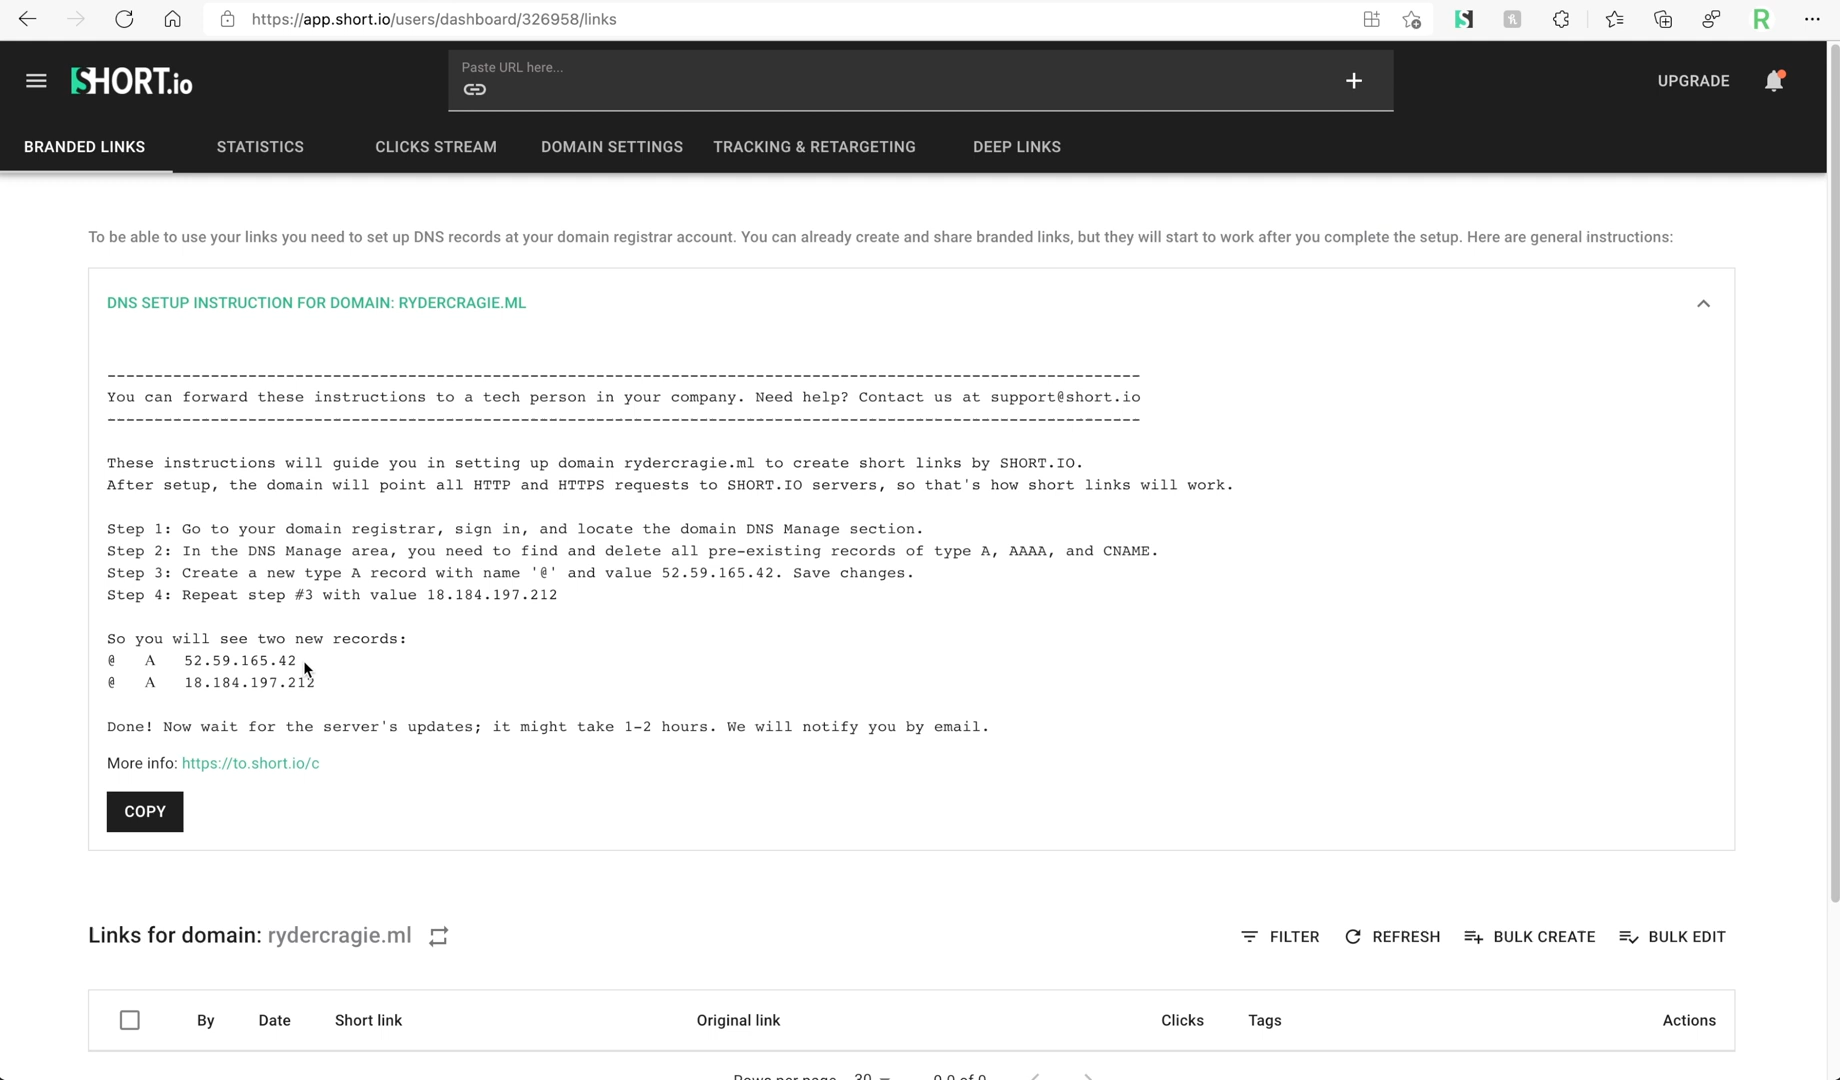 https://app.short.io/users/dashboard/326958/links
SHORT.io
Paste URL here...
UPGRADE
BRANDED LINKS
STATISTICS
CLICKS STREAM
DOMAIN SETTINGS
TRACKING & RETARGETING
DEEP LINKS
To be able to use your links you need to set up DNS records at your domain registrar account. You can already create and share branded links, but they will start to work after you complete the setup. Here are general instructions:
DNS SETUP INSTRUCTION FOR DOMAIN: RYDERCRAGIE.ML
You can forward these instructions to a tech person in your company. Need help? Contact us at support@short.io
These instructions will guide you in setting up domain rydercragie.ml to create short links by SHORT.IO.
After setup, the domain will point all HTTP and HTTPS requests to SHORT.IO servers, so that's how short links will work.
Step 1: Go to your domain registrar, sign in, and locate the domain DNS Manage section.
Step 2: In the DNS Manage area, you need to find and delete all pre-existing records of type A, AAAA, and CNAME.
Step 3: Create a new type A record with name '@' and value 52.59.165.42. Save changes.
Step 4: Repeat step #3 with value 18.184.197.212
So you will see two new records:
@ A 52.59.165.42
@ A 18.184.197.212
Done! Now wait for the server's updates; it might take 1-2 hours. We will notify you by email.
More info: https://to.short.io/c
COPY
Links for domain: rydercragie.ml
FILTER
REFRESH
BULK CREATE
BULK EDIT
By Date Short link Original link Clicks Tags Actions
Rows per page 30 0-0 of 0